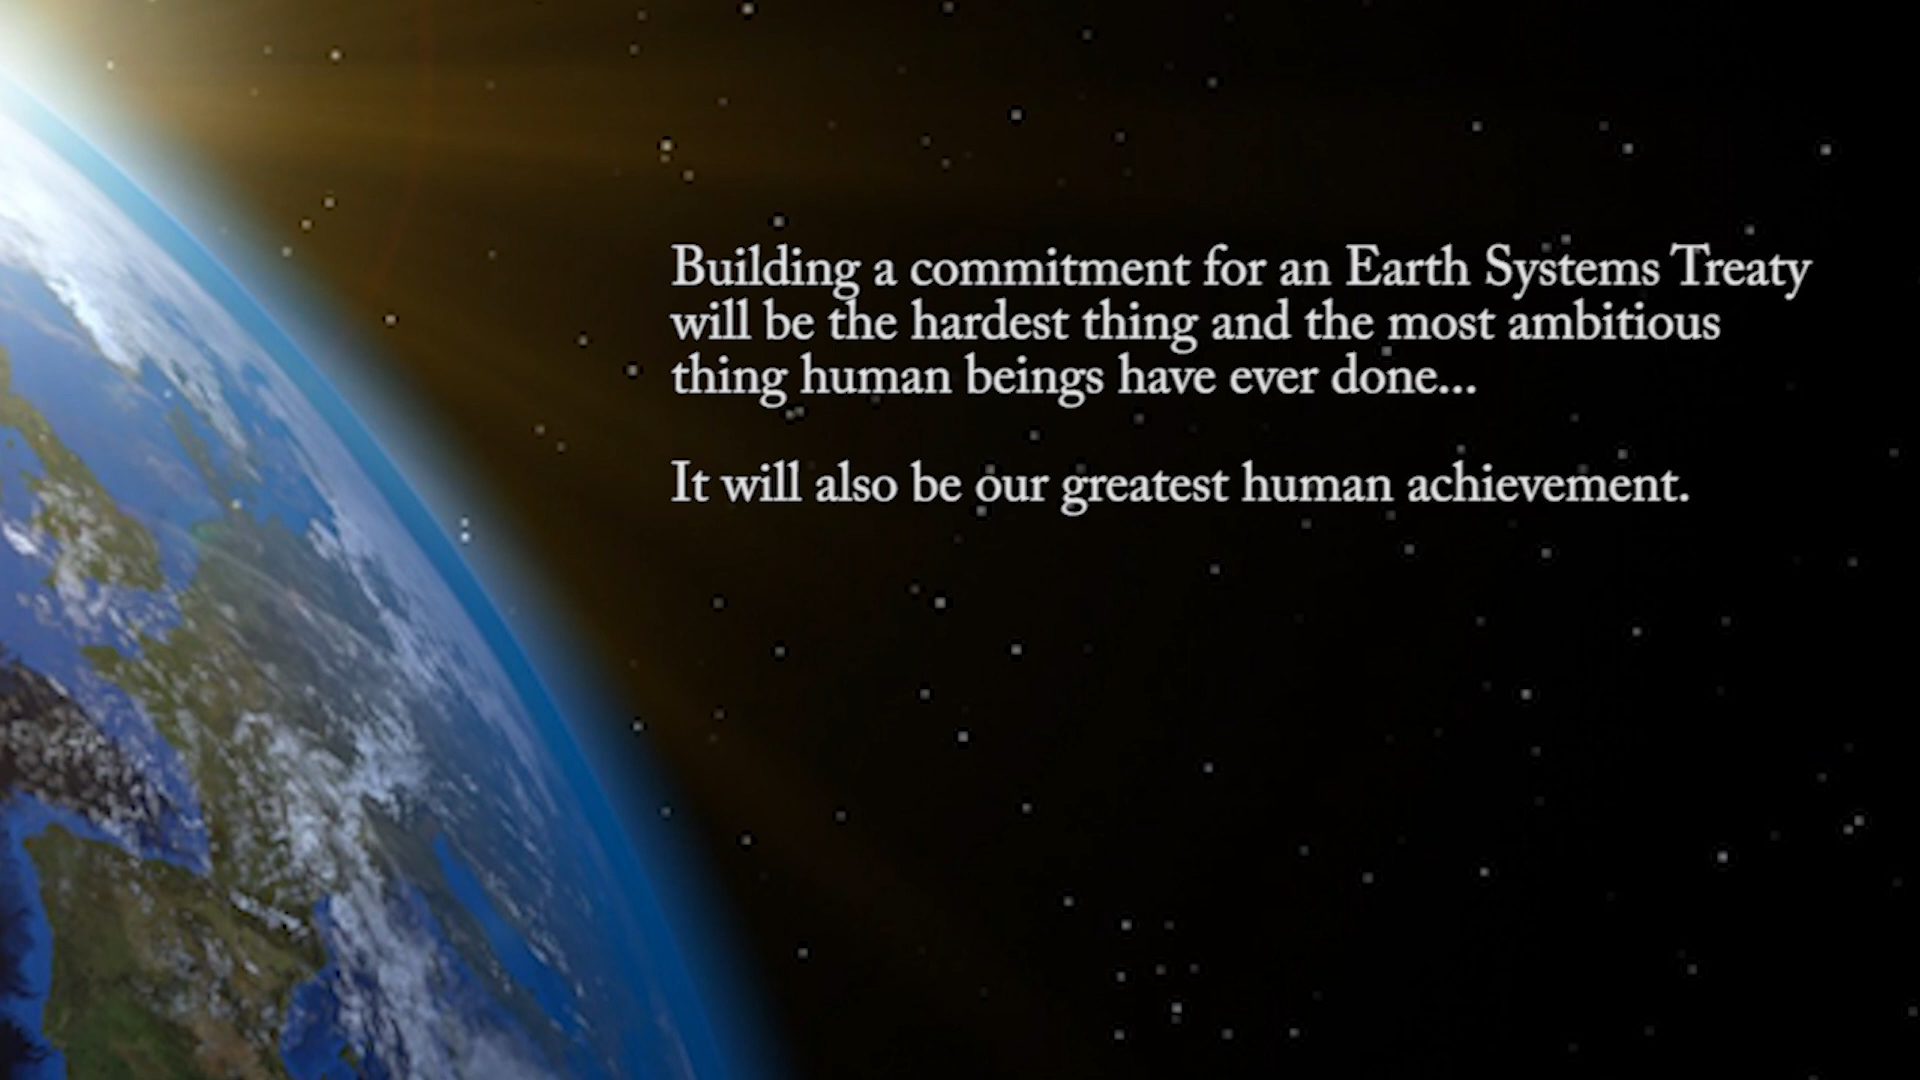 Building a commitment for an Earth Systems Treaty
will be the hardest thing and the most ambitious
thing human beings have ever done...
It will also be our greatest human achievement.